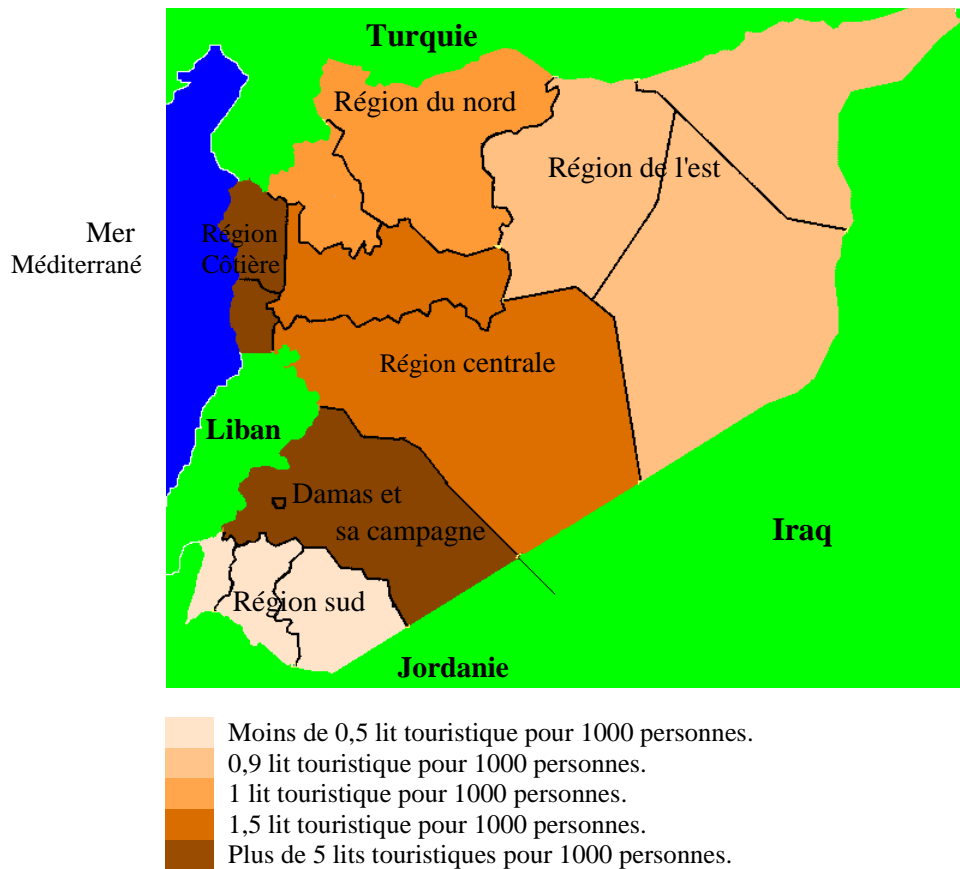 Turquie
Région du nord
Région de l'est
Mer
Méditerrané
Région
Côtière
Région centrale
Liban
Damas et
sa campagne
Iraq
Région sud
Jordanie
Moins de 0,5 lit touristique pour 1000 personnes.
0,9 lit touristique pour 1000 personnes.
1 lit touristique pour 1000 personnes.
1,5 lit touristique pour 1000 personnes.
Plus de 5 lits touristiques pour 1000 personnes.